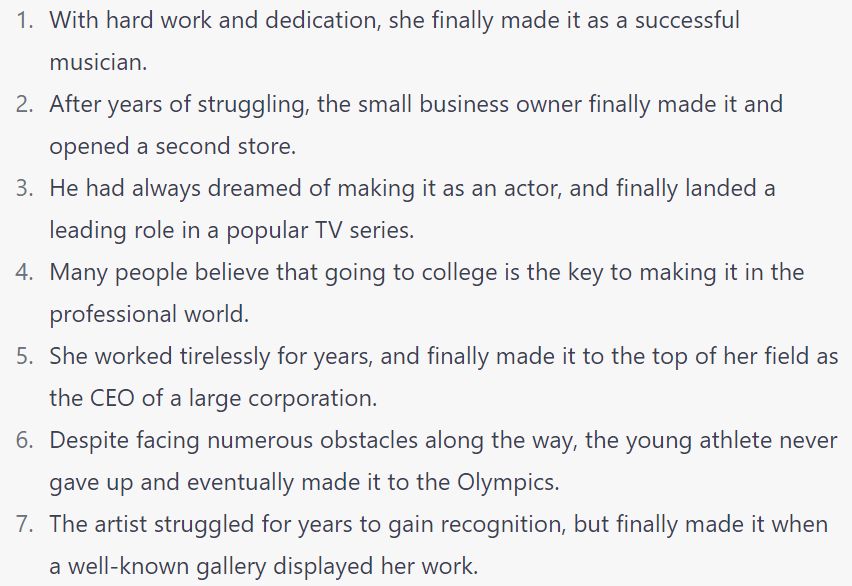 1. With hard work and dedication, she finally made it as a successful
musician.
2. After years of struggling, the small business owner finally made it and
opened a second store.
3. He had always dreamed of making it as an actor, and finally landed a
leading role in a popular TV series.
4. Many people believe that going to college is the key to making it in the
professional world.
5. She worked tirelessly for years, and finally made it to the top of her field as
the CEO of a large corporation.
6. Despite facing numerous obstacles along the way, the young athlete never
gave up and eventually made it to the Olympics.
7. The artist struggled for years to gain recognition, but finally made it when
a well-known gallery displayed her work.